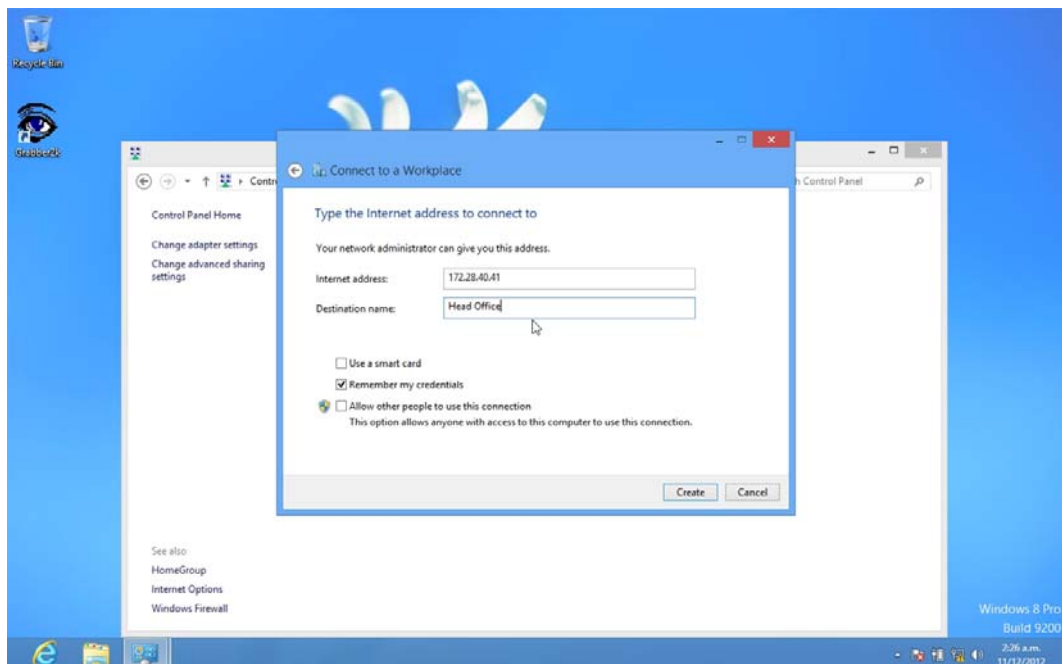 Recycle Bin
Grabber2k
Connect to a Workplace
Control Panel
Control Panel Home
Change adapter settings
Change advanced sharing
settings
Type the Internet address to connect to
Your network administrator can give you this address.
Internet address:
172.28.40.41
Destination name:
Head Office
Use a smart card
Remember my credentials
Allow other people to use this connection
This option allows anyone with access to this computer to use this connection.
Create
Cancel
See also
HomeGroup
Internet Options
Windows Firewall
Windows 8 Pro
Build 9200
2:26 a.m.
11/12/2012